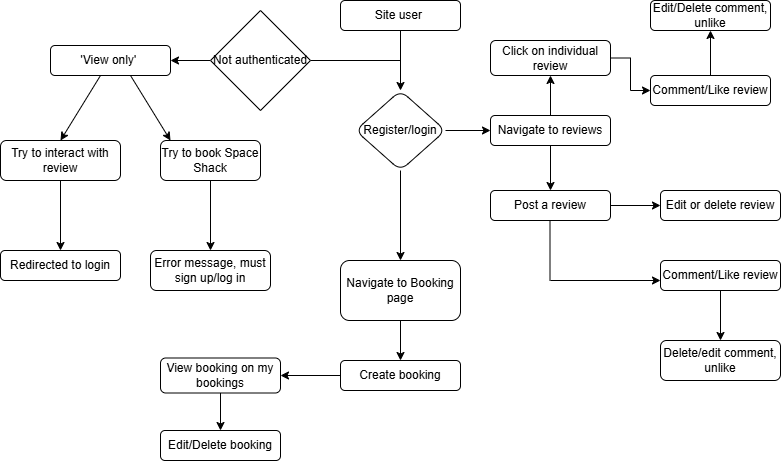 Site user
Edit/Delete comment,
unlike
'View only'
Not authenticated
Click on individual
review
Comment/Like review
Register/login
Navigate to reviews
Try to interact with
review
Try to book Space
Shack
Post a review
Edit or delete review
Redirected to login
Error message, must
sign up/log in
Navigate to Booking
page
Comment/Like review
Delete/edit comment,
unlike
View booking on my
bookings
Create booking
Edit/Delete booking